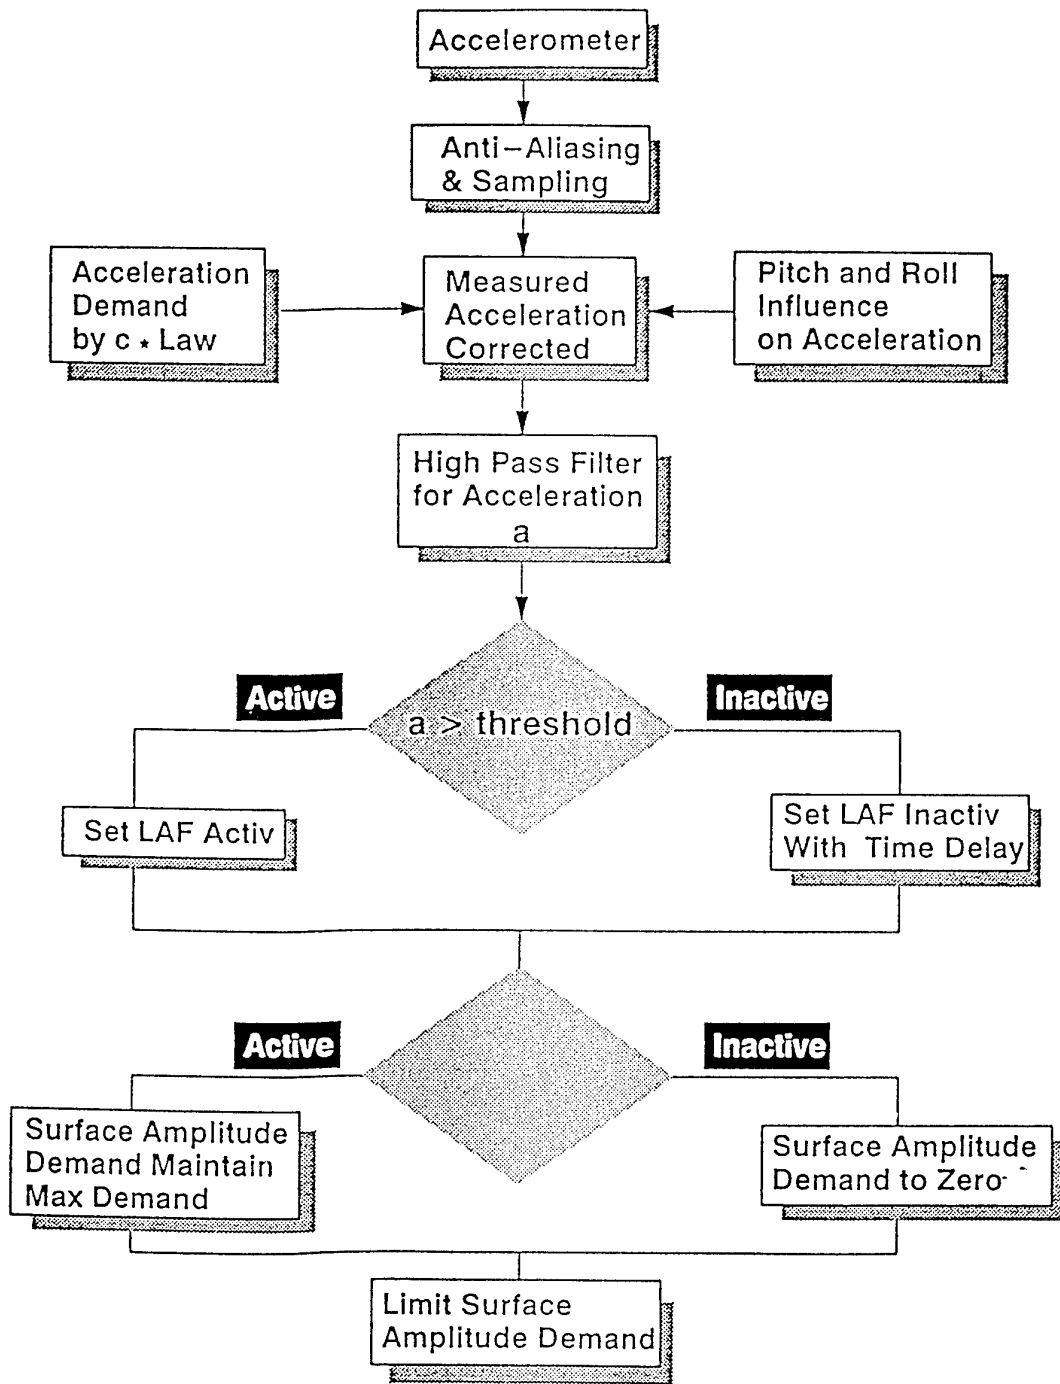 Accelerometer
Anti-Aliasing
& Sampling
Acceleration
Demand
by c * Law
Measured
Acceleration
Corrected
Pitch and Roll
Influence
on Acceleration
High Pass Filter
for Acceleration
a
Active
a > threshold
Inactive
Set LAF Activ
Set LAF Inactiv
With Time Delay
Active
Inactive
Surface Amplitude
Demand Maintain
Max Demand
Surface Amplitude
Demand to Zero
Limit Surface
Amplitude Demand